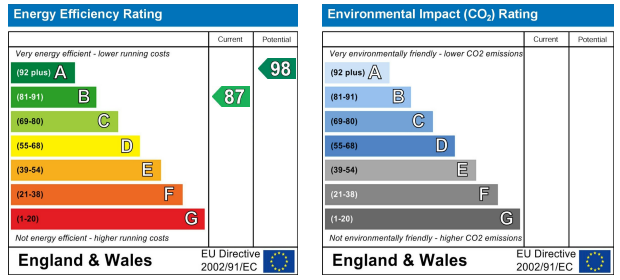 Energy Efficiency Rating
Current Potential
Very energy efficient - lower running costs
(92 plus) A
98
(81-91) B
87
(69-80) C
(55-68) D
(39-54) E
(21-38) F
(1-20) G
Not energy efficient - higher running costs
England & Wales
EU Directive
2002/91/EC
Environmental Impact (CO₂) Rating
Current Potential
Very environmentally friendly - lower CO2 emissions
(92 plus) A
(81-91) B
(69-80) C
(55-68) D
(39-54) E
(21-38) F
(1-20) G
Not environmentally friendly - higher CO2 emissions
England & Wales
EU Directive
2002/91/EC